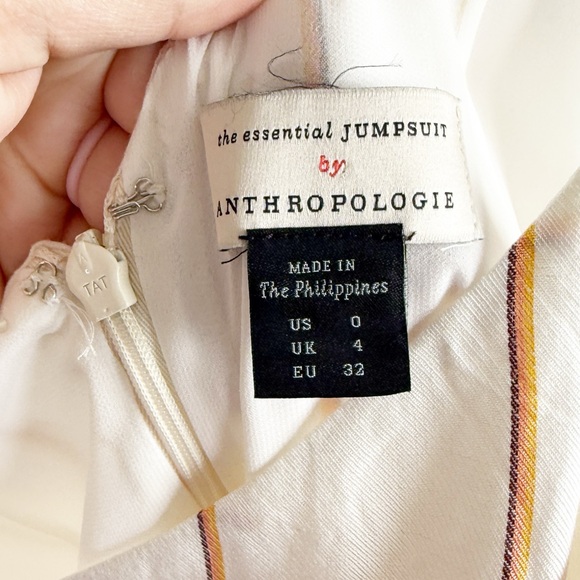 the essential JUMPSUIT
by
ANTHROPOLOGIE
MADE IN
The Philippines
US 0
UK 4
EU 32
TAT